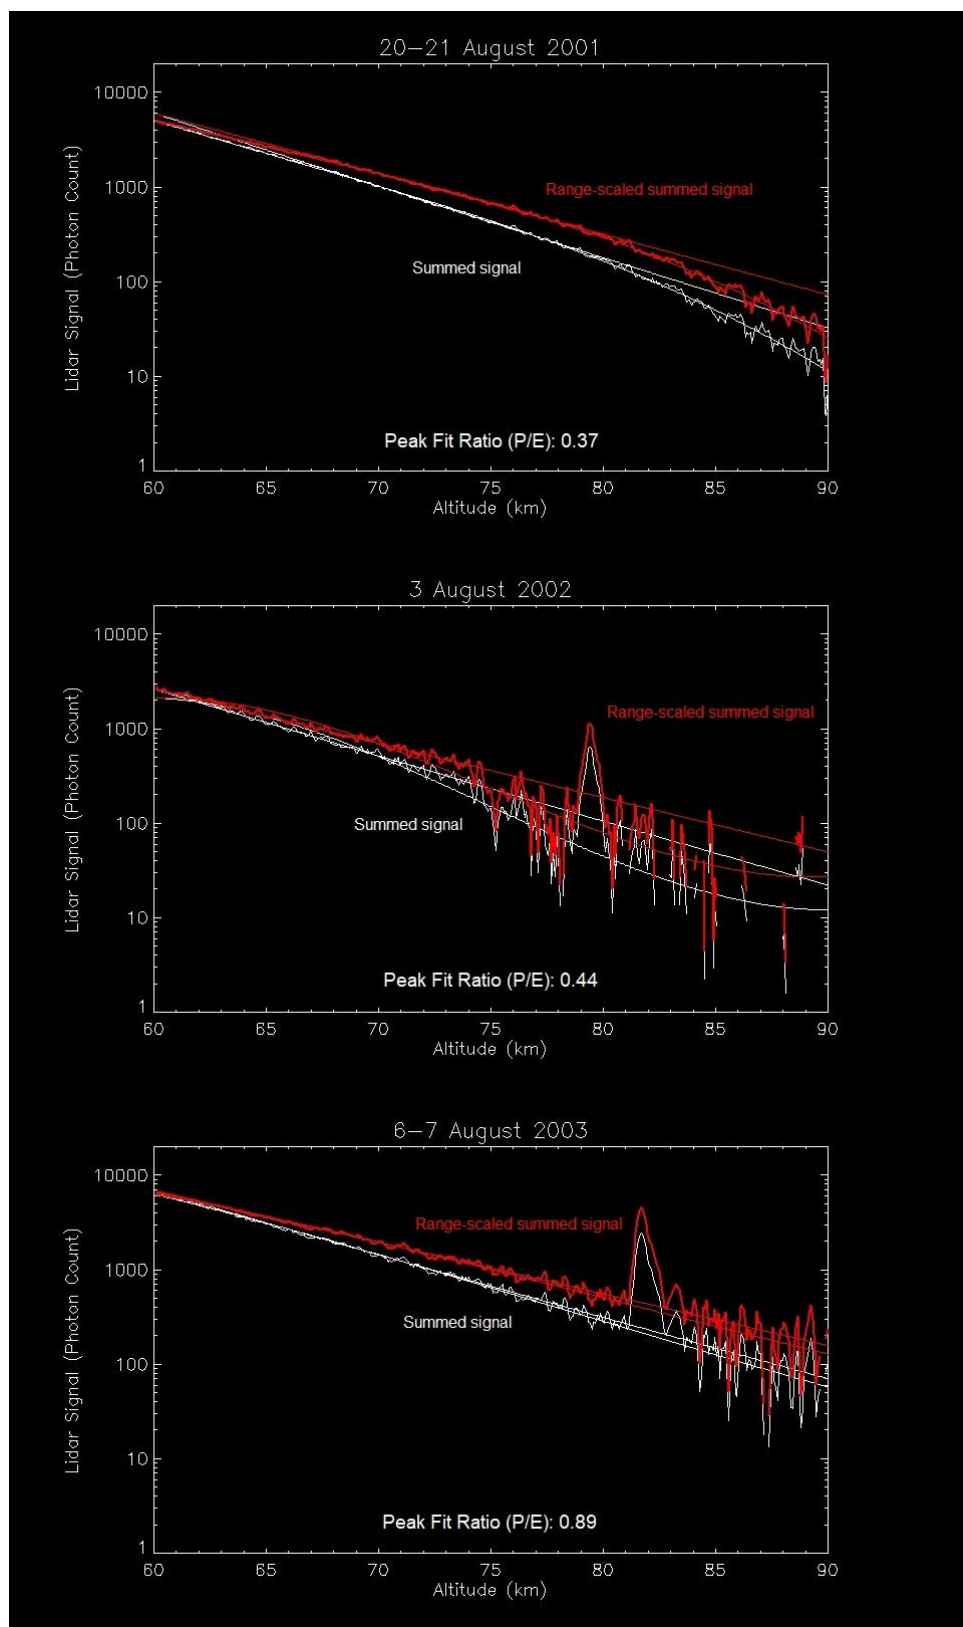 20-21 August 2001
10000
Range-scaled summed signal
1000
Summed signal
100
10
Peak Fit Ratio (P/E): 0.37
1
60 65 70 75 80 85 90
Altitude (km)
Lidar Signal (Photon Count)
3 August 2002
10000
Range-scaled summed signal
1000
Summed signal
100
10
Peak Fit Ratio (P/E): 0.44
1
60 65 70 75 80 85 90
Altitude (km)
Lidar Signal (Photon Count)
6-7 August 2003
10000
Range-scaled summed signal
1000
Summed signal
100
10
Peak Fit Ratio (P/E): 0.89
1
60 65 70 75 80 85 90
Altitude (km)
Lidar Signal (Photon Count)